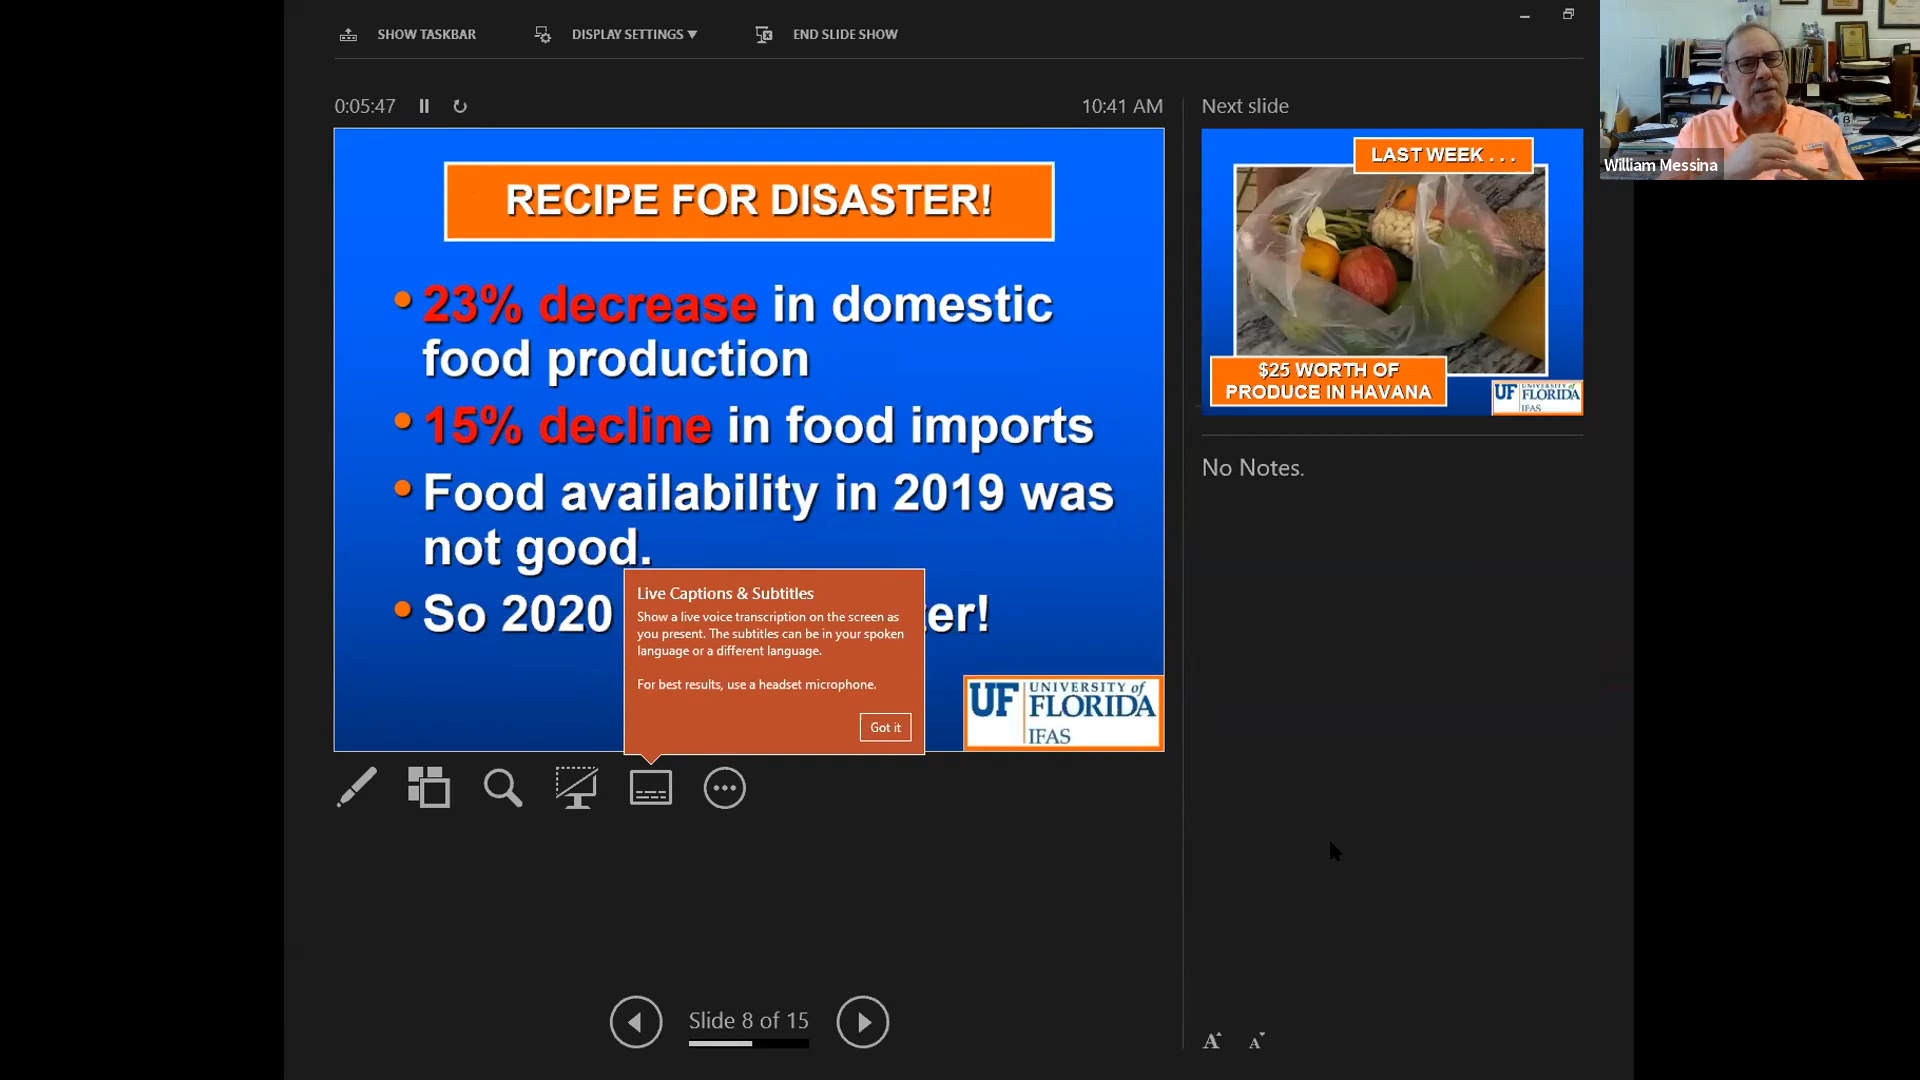 SHOW TASKBAR
DISPLAY SETTINGS
END SLIDE SHOW
0:05:47
10:41 AM
RECIPE FOR DISASTER!
• 23% decrease in domestic
food production
• 15% decline in food imports
• Food availability in 2019 was
not good.
• So 2020
er!
Live Captions & Subtitles
Show a live voice transcription on the screen as
you present. The subtitles can be in your spoken
language or a different language.
For best results, use a headset microphone.
Got it
UF UNIVERSITY of
FLORIDA
IFAS
Slide 8 of 15
Next slide
LAST WEEK . . .
$25 WORTH OF
PRODUCE IN HAVANA
UF UNIVERSITY of
FLORIDA
IFAS
No Notes.
A A
William Messina